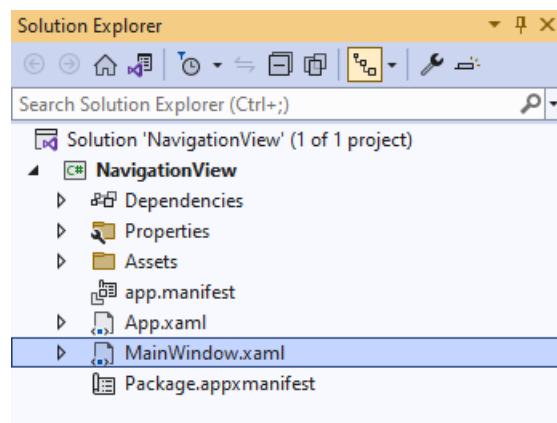 Solution Explorer
Search Solution Explorer (Ctrl+;)
Solution 'NavigationView' (1 of 1 project)
C# NavigationView
Dependencies
Properties
Assets
app.manifest
App.xaml
MainWindow.xaml
Package.appxmanifest